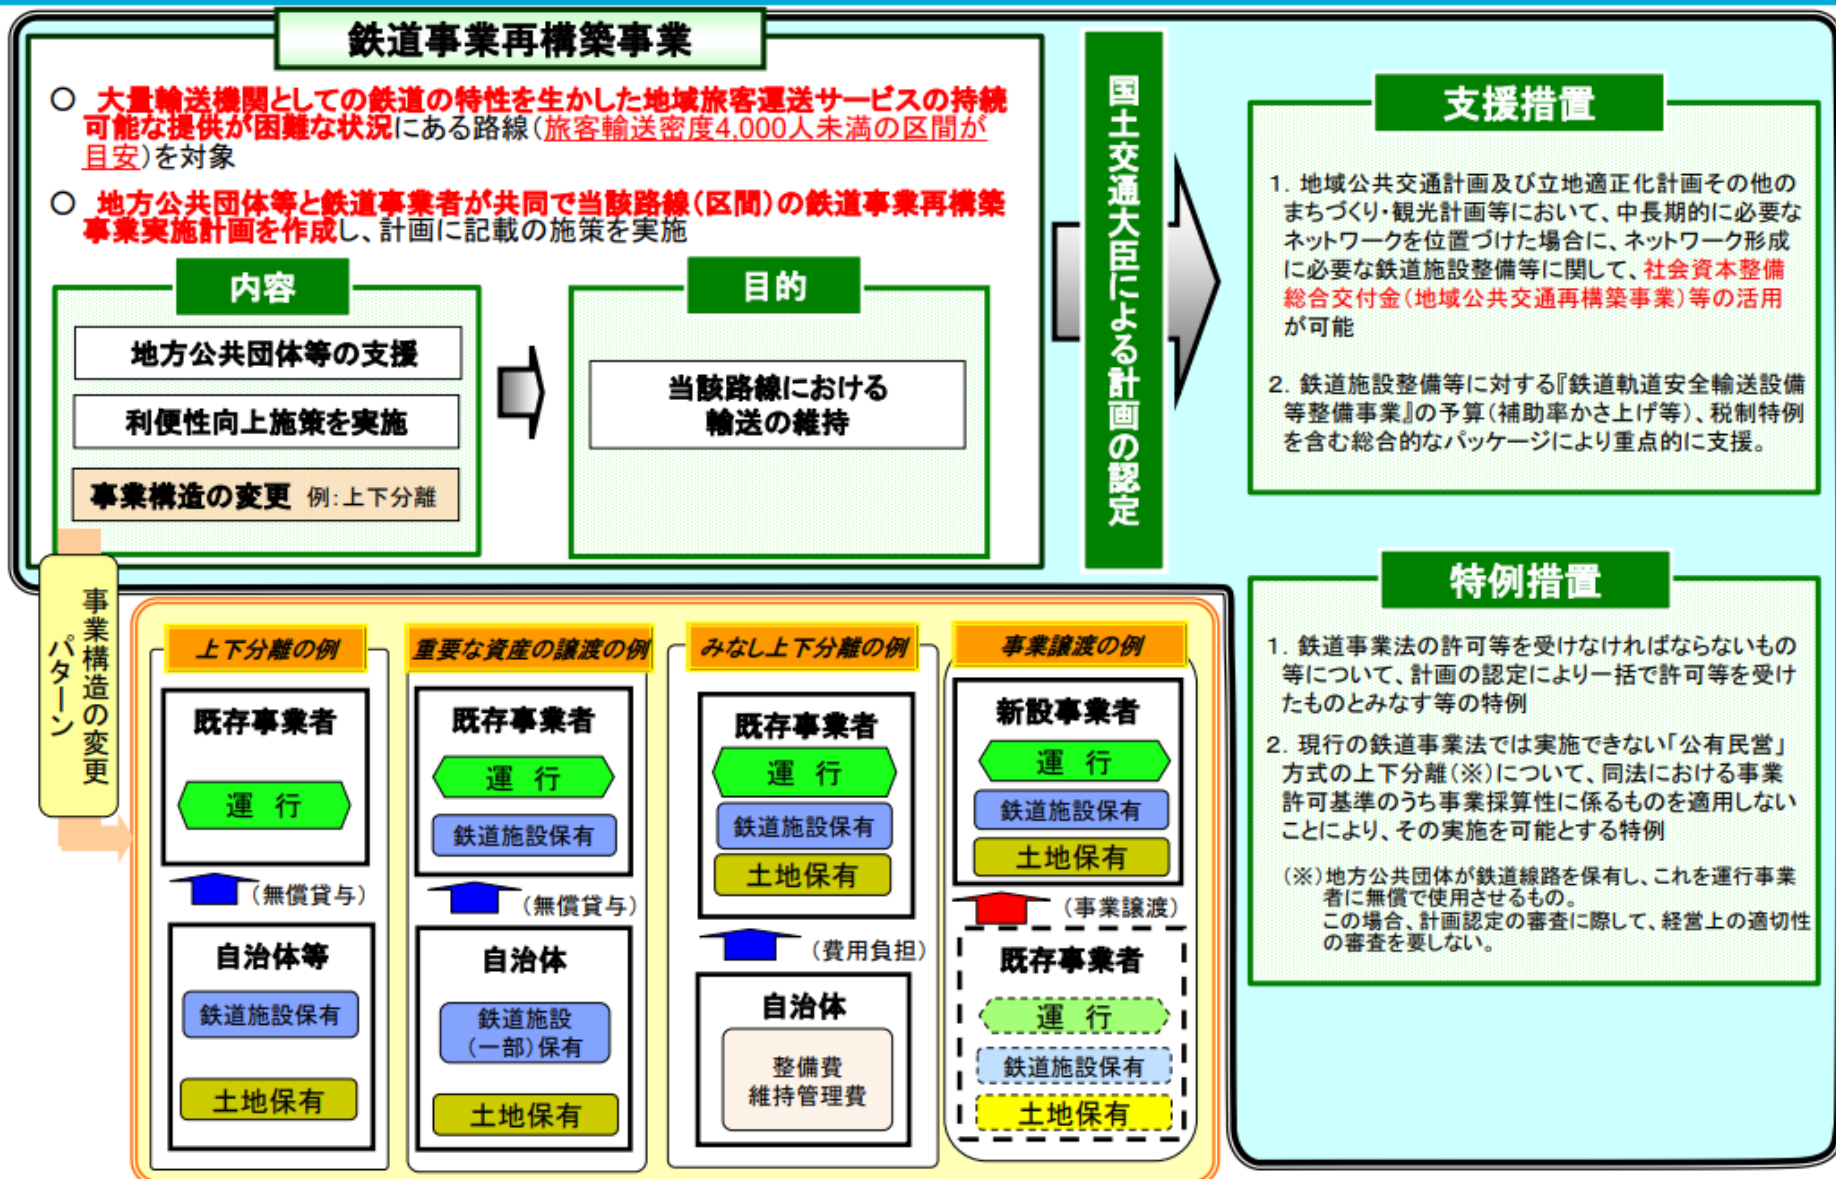 鉄道事業再構築事業
○ 大量輸送機関としての鉄道の特性を生かした地域旅客運送サービスの持続
可能な提供が困難な状況にある路線(旅客輸送密度4,000人未満の区間が
目安)を対象
○ 地方公共団体等と鉄道事業者が共同で当該路線(区間)の鉄道事業再構築
事業実施計画を作成し、計画に記載の施策を実施
内容
地方公共団体等の支援
利便性向上施策を実施
事業構造の変更 例:上下分離
目的
当該路線における
輸送の維持
国土交通大臣による計画の認定
支援措置
1. 地域公共交通計画及び立地適正化計画その他の
まちづくり・観光計画等において、中長期的に必要な
ネットワークを位置づけた場合に、ネットワーク形成
に必要な鉄道施設整備等に関して、社会資本整備
総合交付金(地域公共交通再構築事業)等の活用
が可能
2. 鉄道施設整備等に対する『鉄道軌道安全輸送設備
等整備事業』の予算(補助率かさ上げ等)、税制特例
を含む総合的なパッケージにより重点的に支援。
特例措置
1. 鉄道事業法の許可等を受けなければならないもの
等について、計画の認定により一括で許可等を受け
たものとみなす等の特例
2. 現行の鉄道事業法では実施できない「公有民営」
方式の上下分離(※)について、同法における事業
許可基準のうち事業採算性に係るものを適用しない
ことにより、その実施を可能とする特例
(※)地方公共団体が鉄道線路を保有し、これを運行事業
者に無償で使用させるもの。
この場合、計画認定の審査に際して、経営上の適切性
の審査を要しない。
事業構造の変更
パターン
上下分離の例
既存事業者
運 行
(無償貸与)
自治体等
鉄道施設保有
土地保有
重要な資産の譲渡の例
既存事業者
運 行
鉄道施設保有
(無償貸与)
自治体
鉄道施設
(一部)保有
土地保有
みなし上下分離の例
既存事業者
運 行
鉄道施設保有
土地保有
(費用負担)
自治体
整備費
維持管理費
事業譲渡の例
新設事業者
運 行
鉄道施設保有
土地保有
(事業譲渡)
既存事業者
運 行
鉄道施設保有
土地保有